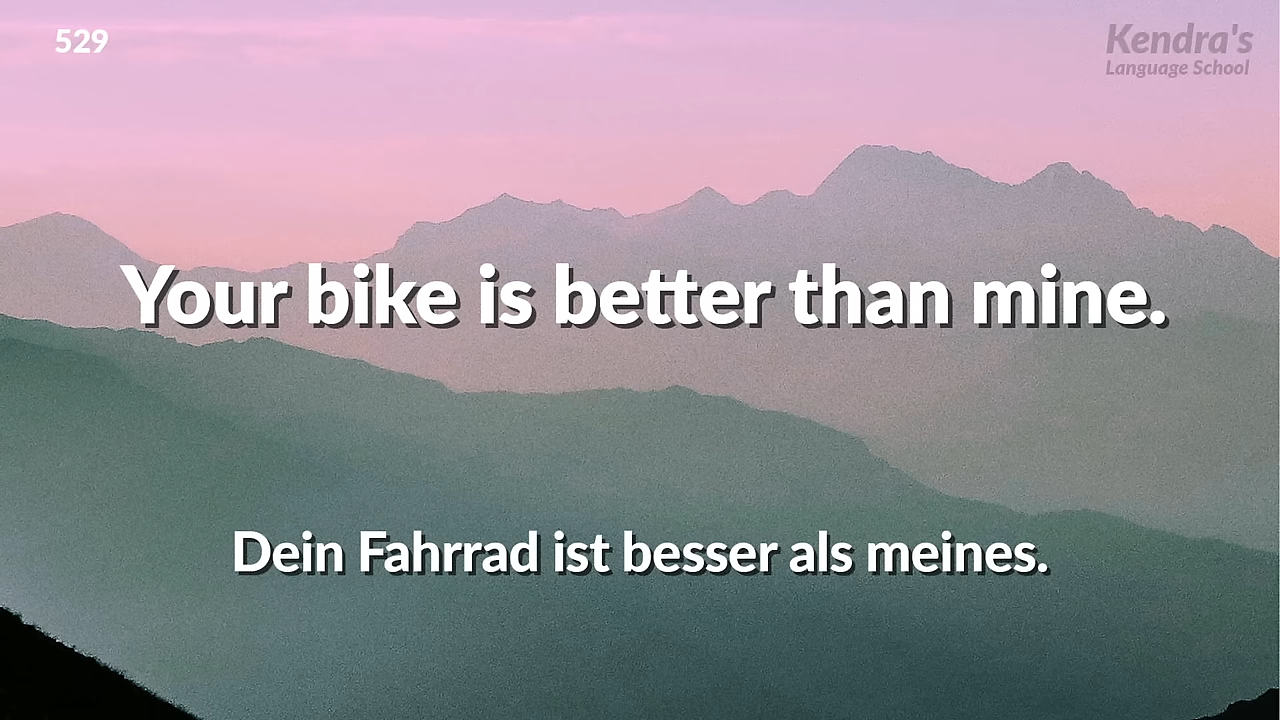 529
Kendra's
Language School
Your bike is better than mine.
Dein Fahrrad ist besser als meines.